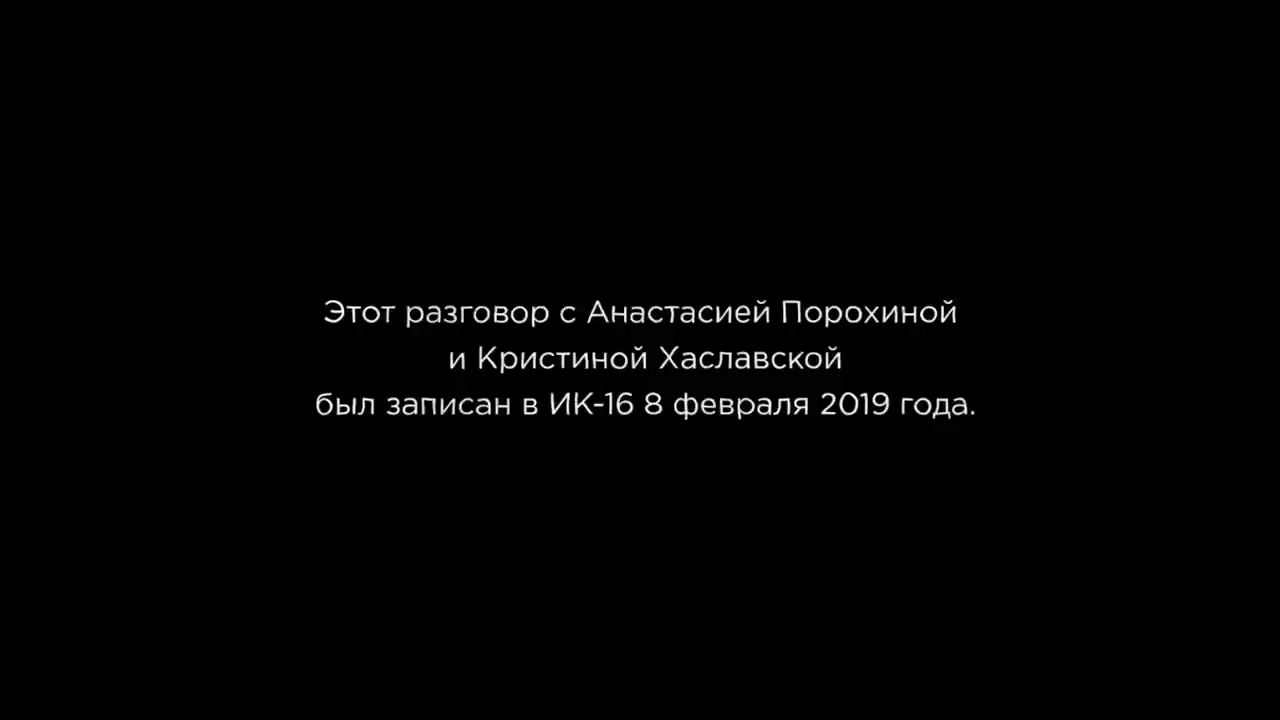 Этот разговор с Анастасией Порохиной
и Кристиной Хаславской
был записан в ИК-16 8 февраля 2019 года.